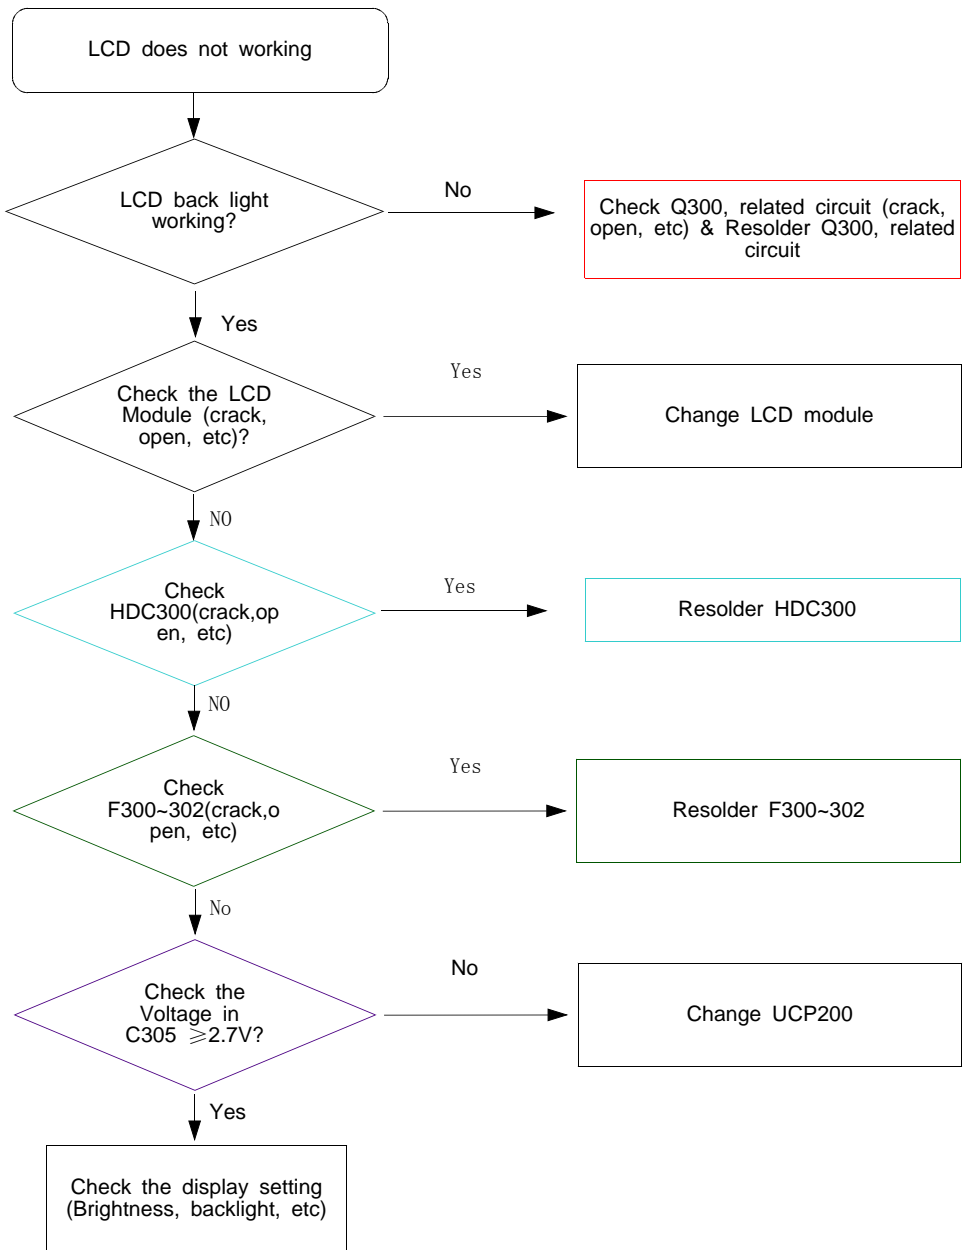 LCD does not working
LCD back light
working?
No
Check Q300, related circuit (crack,
open, etc) & Resolder Q300, related
circuit
Yes
Check the LCD
Module (crack,
open, etc)?
Yes
Change LCD module
NO
Check
HDC300(crack,op
en, etc)
Yes
Resolder HDC300
NO
Check
F300~302(crack,o
pen, etc)
Yes
Resolder F300~302
No
Check the
Voltage in
C305 ≥2.7V?
No
Change UCP200
Yes
Check the display setting
(Brightness, backlight, etc)